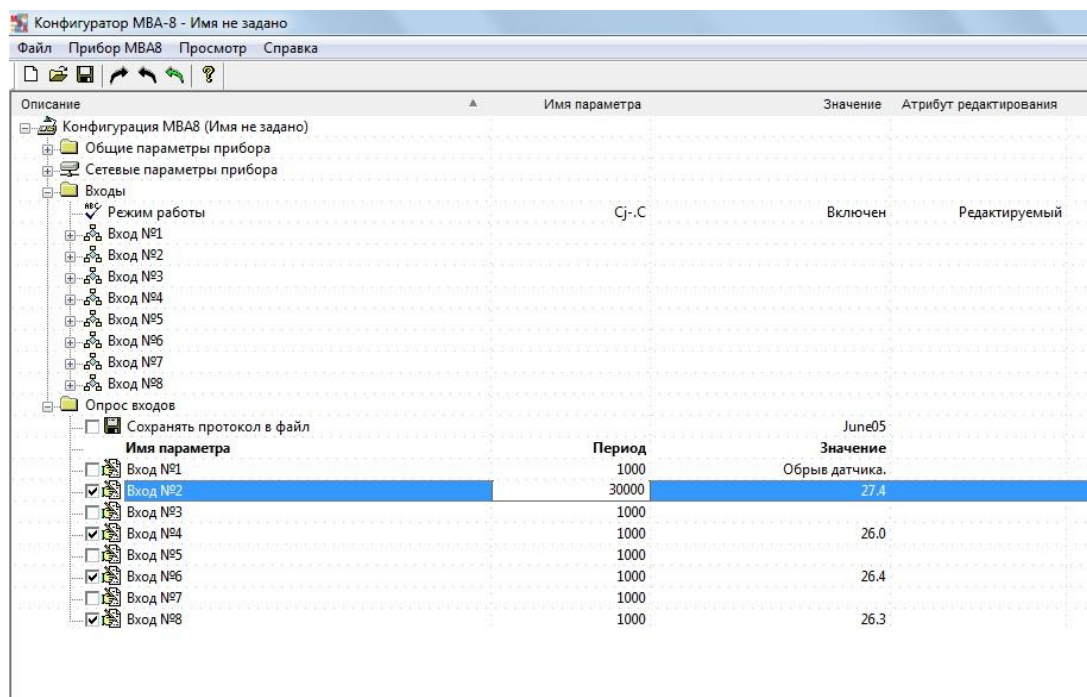 Конфигуратор МВА-8 - Имя не задано
Файл Прибор МВА8 Просмотр Справка
Описание Имя параметра Значение Атрибут редактирования
Конфигурация МВА8 (Имя не задано)
Общие параметры прибора
Сетевые параметры прибора
Входы
Режим работы Cj-.C Включен Редактируемый
Вход №1
Вход №2
Вход №3
Вход №4
Вход №5
Вход №6
Вход №7
Вход №8
Опрос входов
Сохранять протокол в файл June05
Имя параметра Период Значение
Вход №1 1000 Обрыв датчика.
Вход №2 30000 27.4
Вход №3 1000
Вход №4 1000 26.0
Вход №5 1000
Вход №6 1000 26.4
Вход №7 1000
Вход №8 1000 26.3